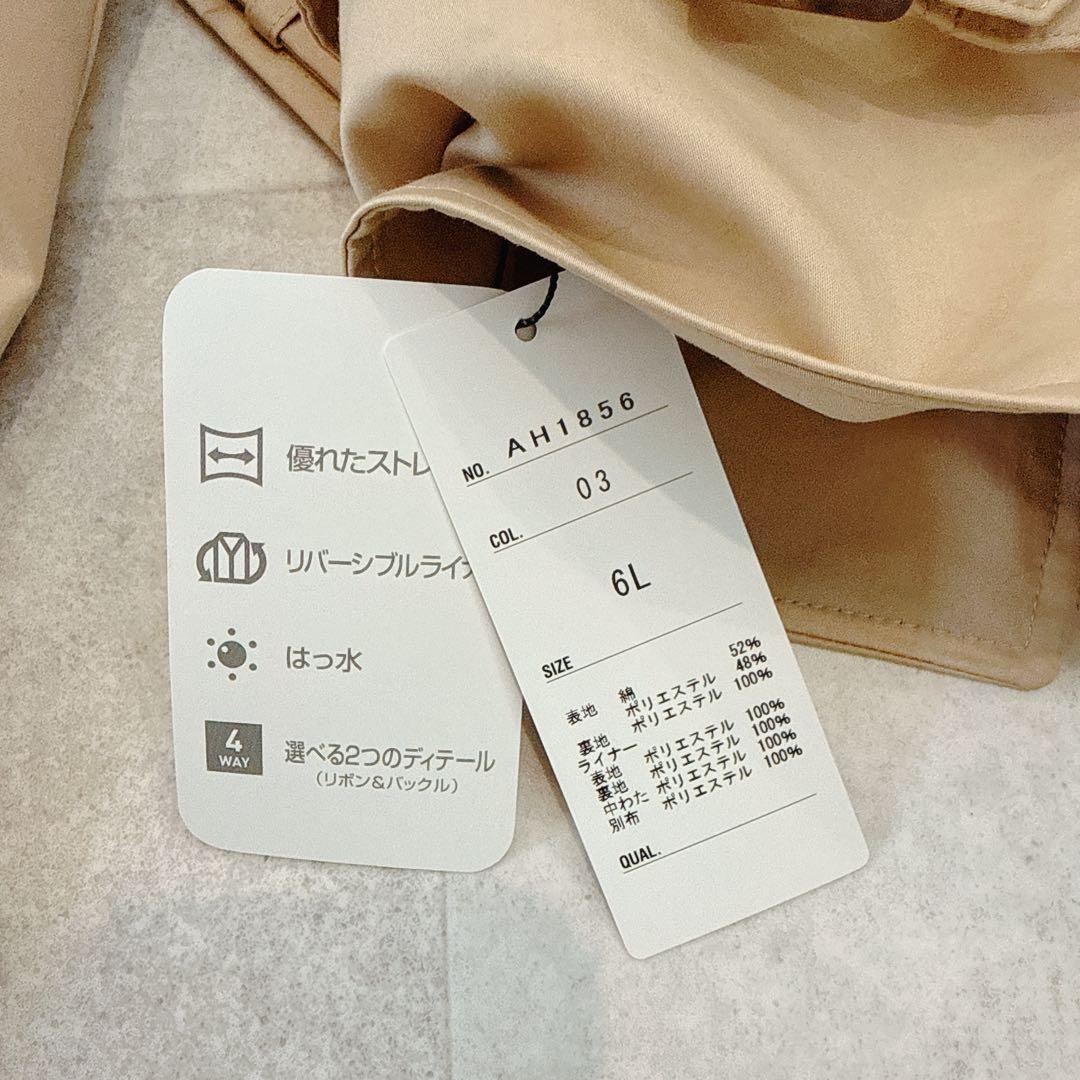 優れたストレ
リバーシブルライナ
はっ水
4
WAY
選べる2つのディテール
（リボン＆バックル）
NO. AH1856
03
COL.
6L
SIZE
表地 綿 52%
ポリエステル 48%
裏地 ポリエステル 100%
ライナー
表地 ポリエステル 100%
裏地 ポリエステル 100%
中わた ポリエステル 100%
別布 ポリエステル 100%
QUAL.